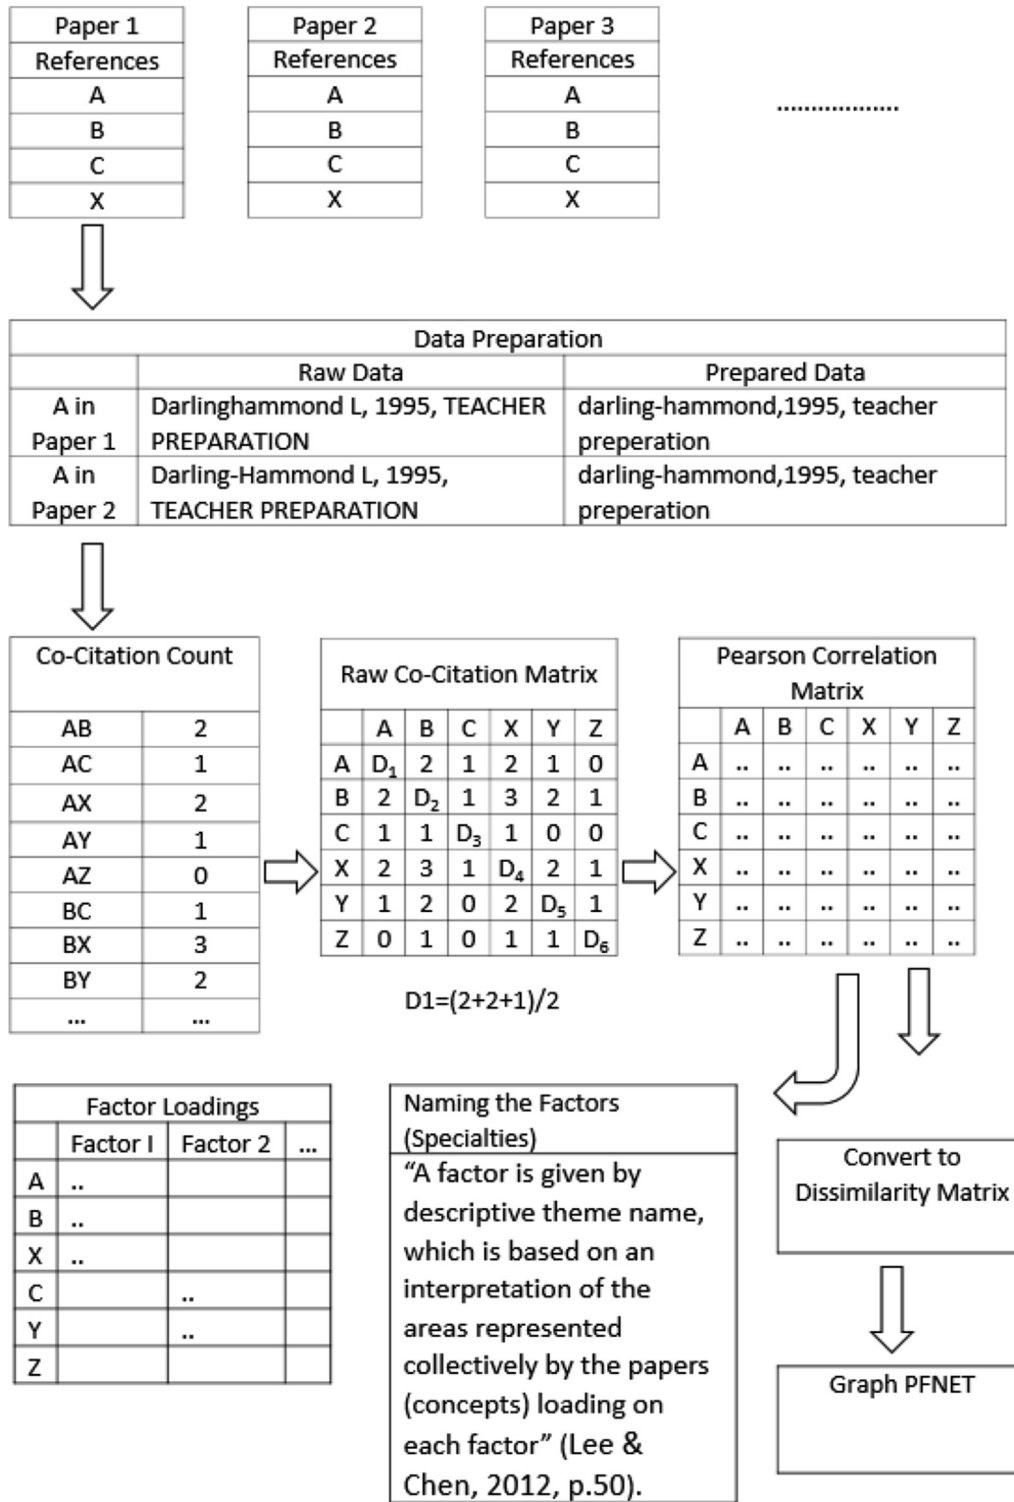 Paper 1
References
A
B
C
X
Paper 2
References
A
B
C
X
Paper 3
References
A
B
C
X
..................
Data Preparation
Raw Data Prepared Data
A in Paper 1 Darlinghammond L, 1995, TEACHER PREPARATION darling-hammond,1995, teacher preperation
A in Paper 2 Darling-Hammond L, 1995, TEACHER PREPARATION darling-hammond,1995, teacher preperation
Co-Citation Count
AB 2
AC 1
AX 2
AY 1
AZ 0
BC 1
BX 3
BY 2
... ...
Raw Co-Citation Matrix
A B C X Y Z
A D1 2 1 2 1 0
B 2 D2 1 3 2 1
C 1 1 D3 1 0 0
X 2 3 1 D4 2 1
Y 1 2 0 2 D5 1
Z 0 1 0 1 1 D6
D1=(2+2+1)/2
Pearson Correlation
Matrix
A B C X Y Z
A .. .. .. .. .. ..
B .. .. .. .. .. ..
C .. .. .. .. .. ..
X .. .. .. .. .. ..
Y .. .. .. .. .. ..
Z .. .. .. .. .. ..
Factor Loadings
Factor I Factor 2 ...
A ..
B ..
X ..
C ..
Y ..
Z
Naming the Factors
(Specialties)
“A factor is given by
descriptive theme name,
which is based on an
interpretation of the
areas represented
collectively by the papers
(concepts) loading on
each factor” (Lee &
Chen, 2012, p.50).
Convert to
Dissimilarity Matrix
Graph PFNET